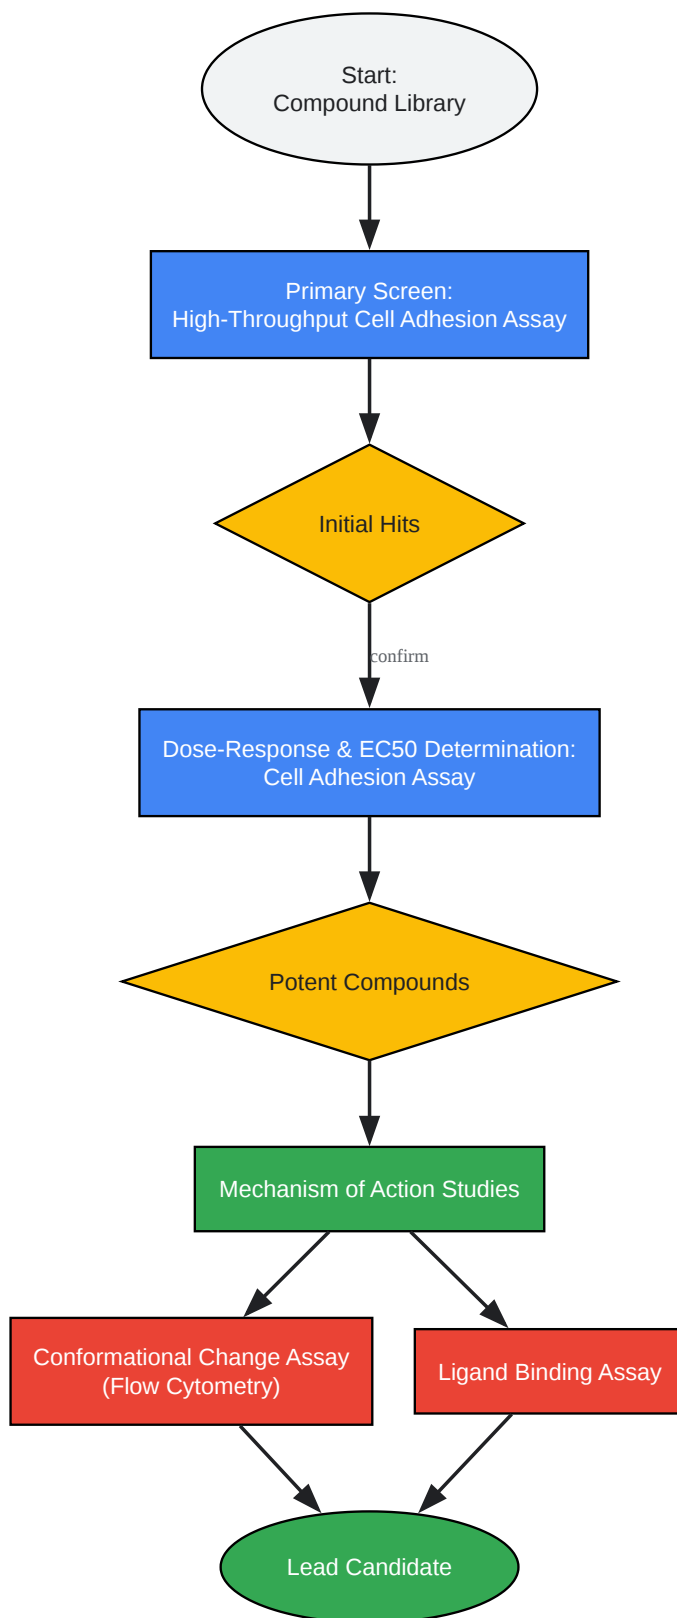 Start:
Compound Library
Primary Screen:
High-Throughput Cell Adhesion Assay
Initial Hits
confirm
Dose-Response & EC50 Determination:
Cell Adhesion Assay
Potent Compounds
Mechanism of Action Studies
Conformational Change Assay
(Flow Cytometry)
Ligand Binding Assay
Lead Candidate